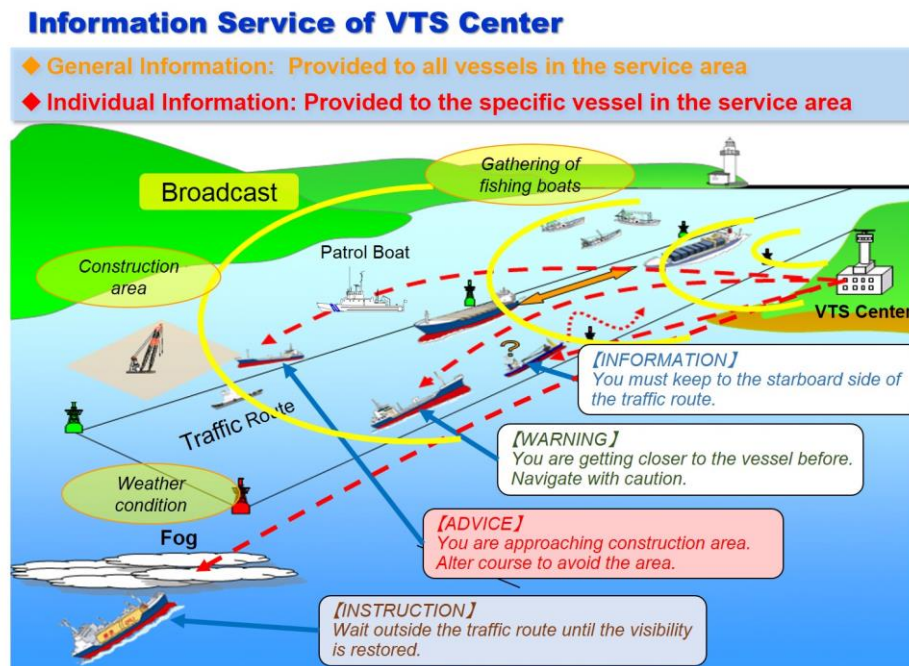 Information Service of VTS Center
◆ General Information: Provided to all vessels in the service area
◆ Individual Information: Provided to the specific vessel in the service area
Gathering of
fishing boats
Broadcast
Construction
area
Patrol Boat
VTS Center
?
【INFORMATION】
You must keep to the starboard side of
the traffic route.
Traffic Route
【WARNING】
You are getting closer to the vessel before.
Navigate with caution.
Weather
condition
【ADVICE】
You are approaching construction area.
Alter course to avoid the area.
Fog
【INSTRUCTION】
Wait outside the traffic route until the visibility
is restored.